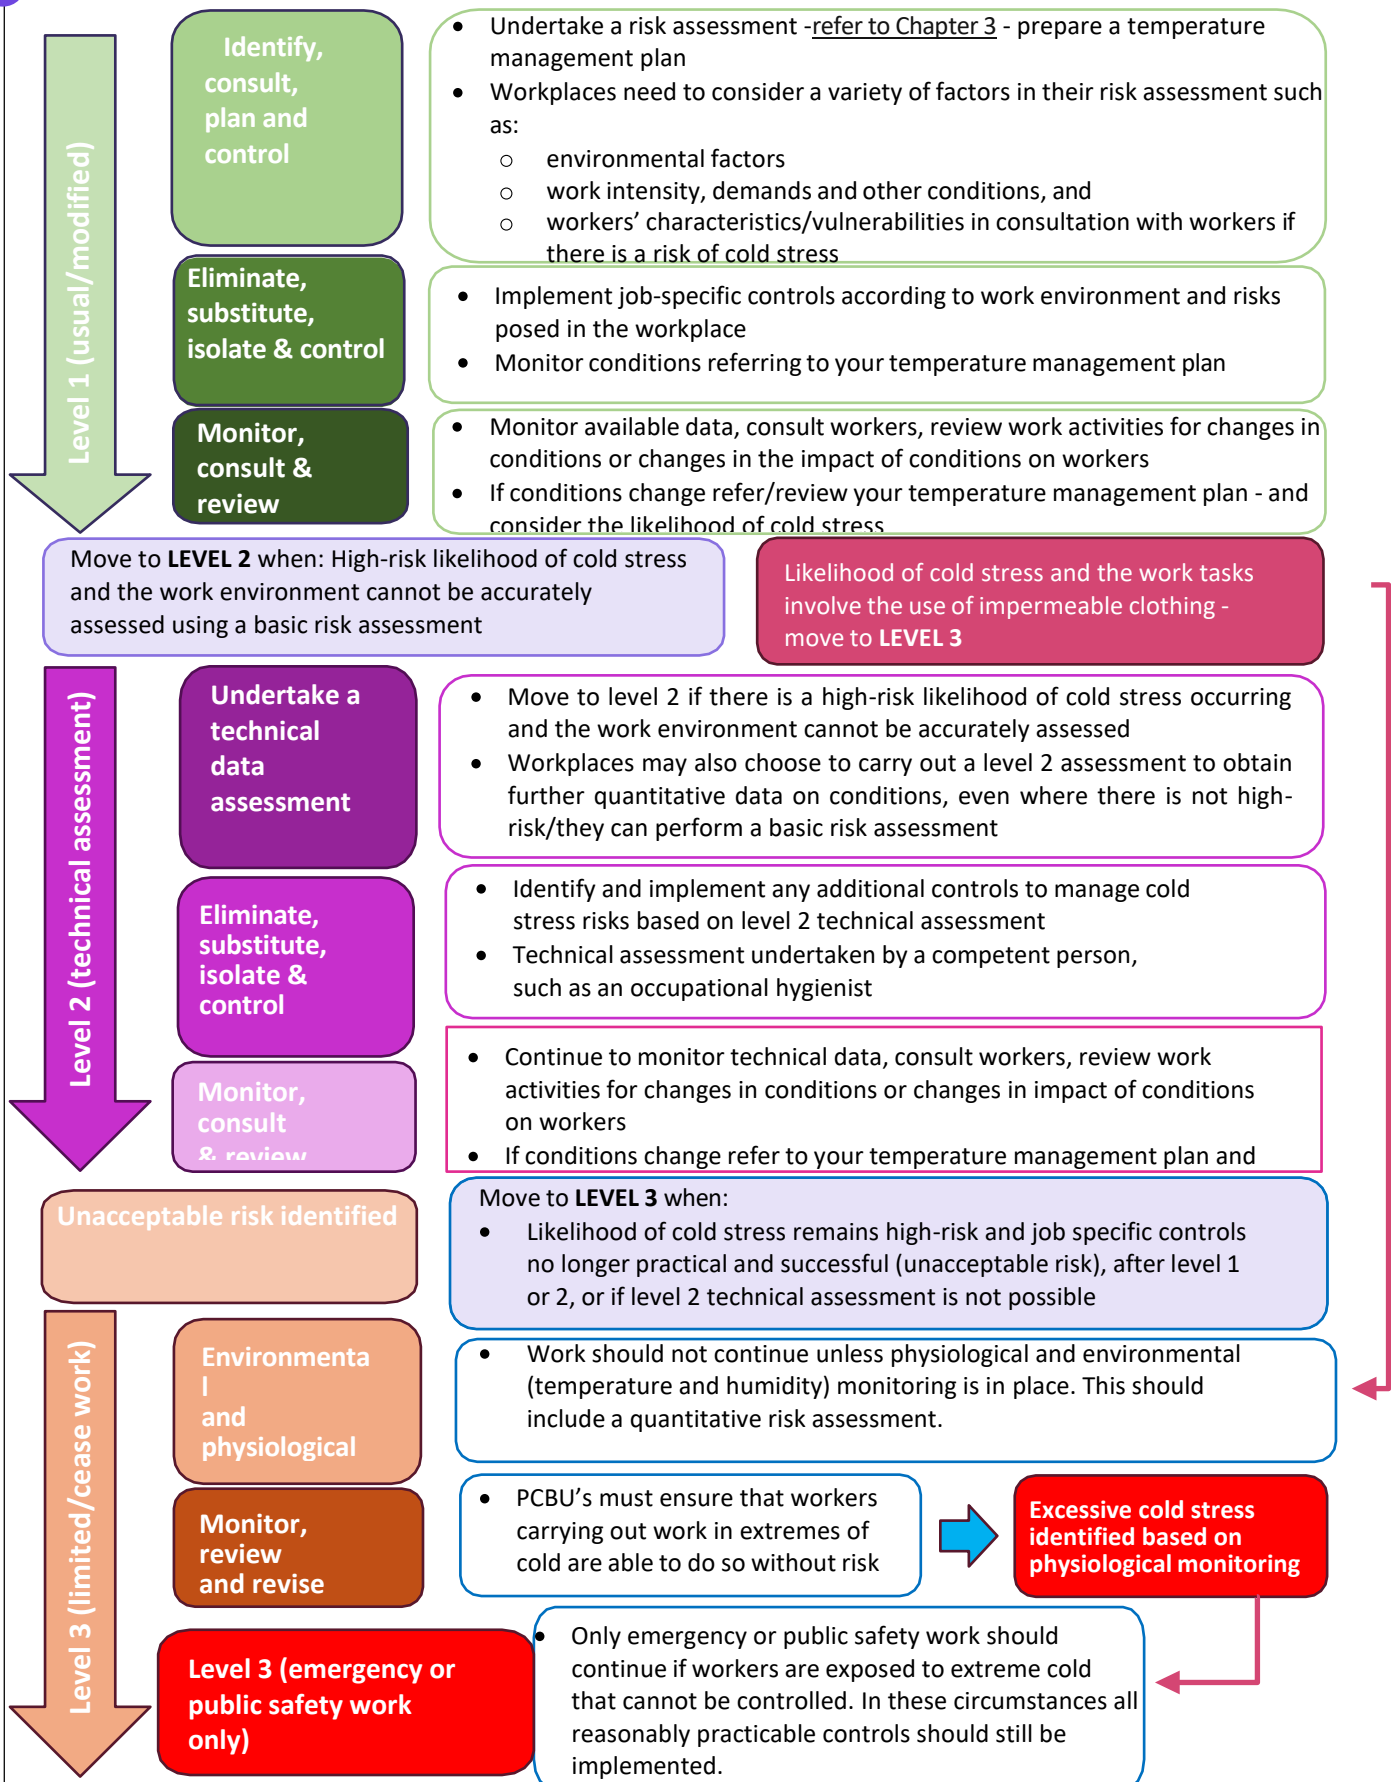 Level 1 (usual/modified)
Identify,
consult,
plan and
control
• Undertake a risk assessment -refer to Chapter 3 - prepare a temperature
management plan
• Workplaces need to consider a variety of factors in their risk assessment such
as:
o environmental factors
o work intensity, demands and other conditions, and
o workers’ characteristics/vulnerabilities in consultation with workers if
there is a risk of cold stress
Eliminate,
substitute,
isolate & control
• Implement job-specific controls according to work environment and risks
posed in the workplace
• Monitor conditions referring to your temperature management plan
Monitor,
consult &
review
• Monitor available data, consult workers, review work activities for changes in
conditions or changes in the impact of conditions on workers
• If conditions change refer/review your temperature management plan - and
consider the likelihood of cold stress
Move to LEVEL 2 when: High-risk likelihood of cold stress
and the work environment cannot be accurately
assessed using a basic risk assessment
Likelihood of cold stress and the work tasks
involve the use of impermeable clothing -
move to LEVEL 3
Level 2 (technical assessment)
Undertake a
technical
data
assessment
• Move to level 2 if there is a high-risk likelihood of cold stress occurring
and the work environment cannot be accurately assessed
• Workplaces may also choose to carry out a level 2 assessment to obtain
further quantitative data on conditions, even where there is not high-
risk/they can perform a basic risk assessment
Eliminate,
substitute,
isolate &
control
• Identify and implement any additional controls to manage cold
stress risks based on level 2 technical assessment
• Technical assessment undertaken by a competent person,
such as an occupational hygienist
Monitor,
consult
& review
• Continue to monitor technical data, consult workers, review work
activities for changes in conditions or changes in impact of conditions
on workers
• If conditions change refer to your temperature management plan and
Unacceptable risk identified
Move to LEVEL 3 when:
• Likelihood of cold stress remains high-risk and job specific controls
no longer practical and successful (unacceptable risk), after level 1
or 2, or if level 2 technical assessment is not possible
Level 3 (limited/cease work)
Environmenta
l
and
physiological
• Work should not continue unless physiological and environmental
(temperature and humidity) monitoring is in place. This should
include a quantitative risk assessment.
Monitor,
review
and revise
• PCBU’s must ensure that workers
carrying out work in extremes of
cold are able to do so without risk
Excessive cold stress
identified based on
physiological monitoring
Level 3 (emergency or
public safety work
only)
• Only emergency or public safety work should
continue if workers are exposed to extreme cold
that cannot be controlled. In these circumstances all
reasonably practicable controls should still be
implemented.